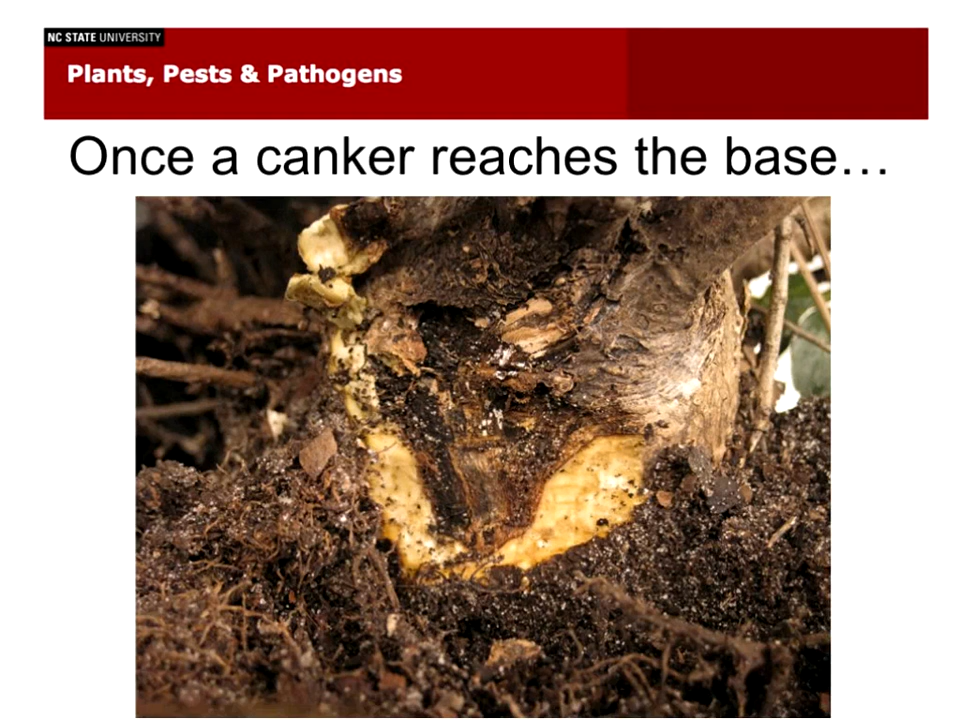 NC STATE UNIVERSITY
Plants, Pests & Pathogens
Once a canker reaches the base…